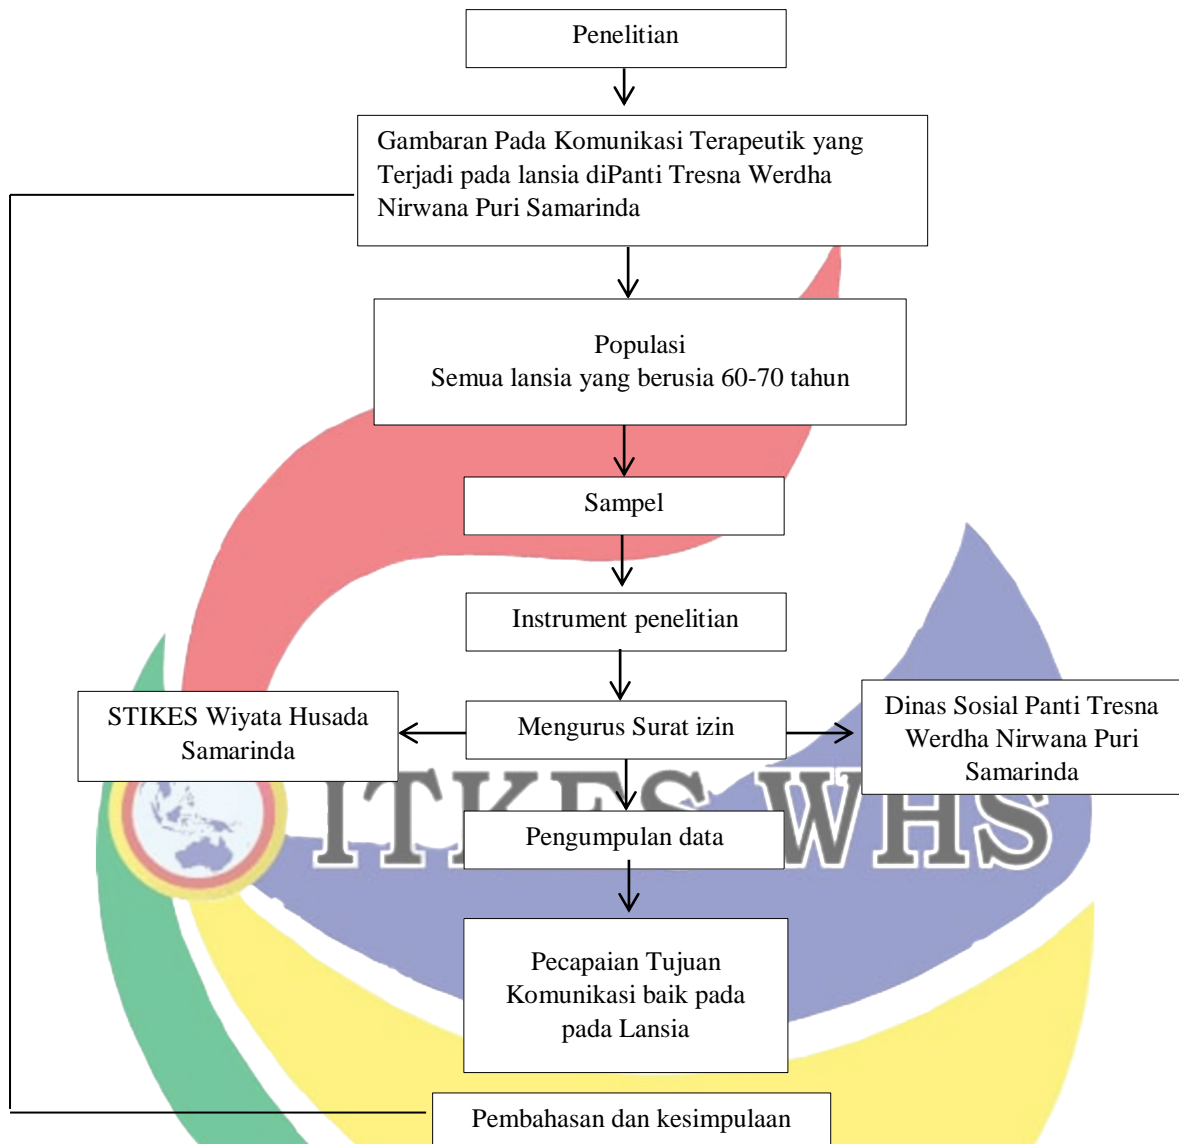 Penelitian
Gambaran Pada Komunikasi Terapeutik yang
Terjadi pada lansia diPanti Tresna Werdha
Nirwana Puri Samarinda
Populasi
Semua lansia yang berusia 60-70 tahun
Sampel
Instrument penelitian
STIKES Wiyata Husada
Samarinda
Mengurus Surat izin
Dinas Sosial Panti Tresna
Werdha Nirwana Puri
Samarinda
ITKES WHS
Pengumpulan data
Pecapaian Tujuan
Komunikasi baik pada
pada Lansia
Pembahasan dan kesimpulaan